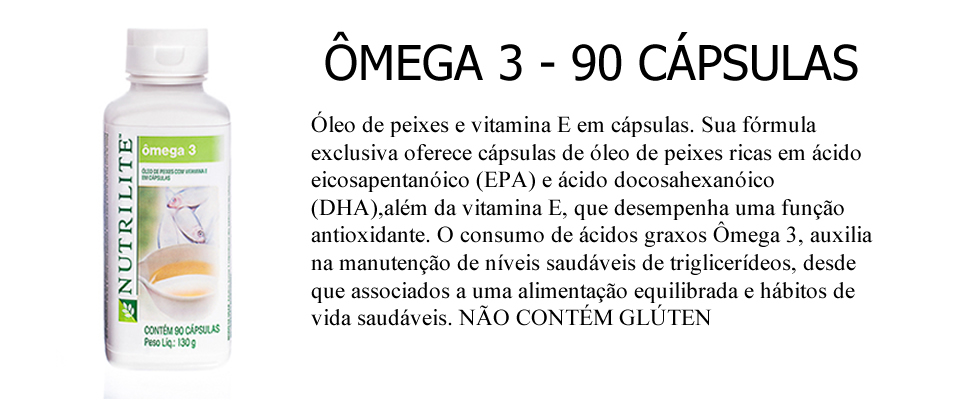 ÔMEGA 3 - 90 CÁPSULAS
Óleo de peixes e vitamina E em cápsulas. Sua fórmula
exclusiva oferece cápsulas de óleo de peixes ricas em ácido
eicosapentanóico (EPA) e ácido docosahexanóico
(DHA),além da vitamina E, que desempenha uma função
antioxidante. O consumo de ácidos graxos Ômega 3, auxilia
na manutenção de níveis saudáveis de triglicerídeos, desde
que associados a uma alimentação equilibrada e hábitos de
vida saudáveis. NÃO CONTÉM GLÚTEN
NUTRILITE™
ômega 3
ÓLEO DE PEIXES COM VITAMINA E
EM CÁPSULAS
CONTÉM 90 CÁPSULAS
Peso Líq.: 130 g